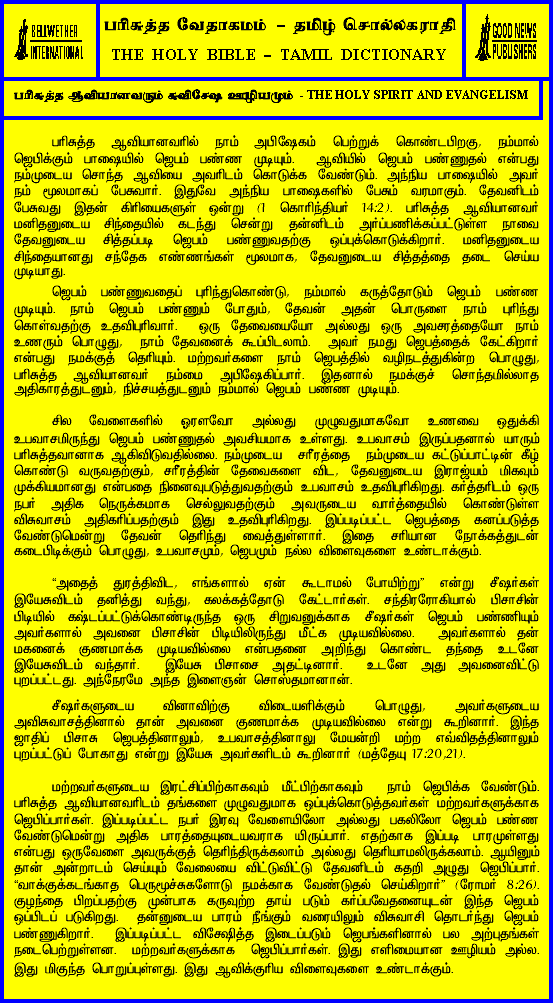 BELLWETHER
INTERNATIONAL
பரிசுத்த வேதாகமம் – தமிழ் சொல்லகராதி
THE HOLY BIBLE – TAMIL DICTIONARY
GOOD NEWS
PUBLISHERS
பரிசுத்த ஆவியானவரும் சுவிசேஷ ஊழியமும் - THE HOLY SPIRIT AND EVANGELISM
பரிசுத்த ஆவியானவரில் நாம் அபிஷேகம் பெற்றுக் கொண்டபிறகு, நம்மால்
ஜெபிக்கும் பாஷையில் ஜெபம் பண்ண முடியும். ஆவியில் ஜெபம் பண்ணுதல் என்பது
நம்முடைய சொந்த ஆவியை அவரிடம் கொடுக்க வேண்டும். அந்நிய பாஷையில் அவர்
நம் மூலமாகப் பேசுவார். இதுவே அந்நிய பாஷைகளில் பேசும் வரமாகும். தேவனிடம்
பேசுவது இதன் கிரியைகளுள் ஒன்று (1 கொரிந்தியர் 14:2). பரிசுத்த ஆவியானவர்
மனிதனுடைய சிந்தையில் கடந்து சென்று தன்னிடம் அர்ப்பணிக்கப்பட்டுள்ள நாவை
தேவனுடைய சித்தப்படி ஜெபம் பண்ணுவதற்கு ஒப்புக்கொடுக்கிறார். மனிதனுடைய
சிந்தையானது சந்தேக எண்ணங்கள் மூலமாக, தேவனுடைய சித்தத்தை தடை செய்ய
முடியாது.
ஜெபம் பண்ணுவதைப் புரிந்துகொண்டு, நம்மால் கருத்தோடும் ஜெபம் பண்ண
முடியும். நாம் ஜெபம் பண்ணும் போதும், தேவன் அதன் பொருளை நாம் புரிந்து
கொள்வதற்கு உதவிபுரிவார். ஒரு தேவையையோ அல்லது ஒரு அவசரத்தையோ நாம்
உணரும் பொழுது, நாம் தேவனைக் கூப்பிடலாம். அவர் நமது ஜெபத்தைக் கேட்கிறார்
என்பது நமக்குத் தெரியும். மற்றவர்களை நாம் ஜெபத்தில் வழிநடத்துகின்ற பொழுது,
பரிசுத்த ஆவியானவர் நம்மை அபிஷேகிப்பார். இதனால் நமக்குச் சொந்தமில்லாத
அதிகாரத்துடனும், நிச்சயத்துடனும் நம்மால் ஜெபம் பண்ண முடியும்.
சில வேளைகளில் ஓரளவோ அல்லது முழுவதுமாகவோ உணவை ஒதுக்கி
உபவாசமிருந்து ஜெபம் பண்ணுதல் அவசியமாக உள்ளது. உபவாசம் இருப்பதனால் யாரும்
பரிசுத்தவானாக ஆகிவிடுவதில்லை. நம்முடைய சரீரத்தை நம்முடைய கட்டுப்பாட்டின் கீழ்
கொண்டு வருவதற்கும், சரீரத்தின் தேவைகளை விட, தேவனுடைய இராஜ்யம் மிகவும்
முக்கியமானது என்பதை நினைவுபடுத்துவதற்கும் உபவாசம் உதவிபுரிகிறது. கர்த்தரிடம் ஒரு
நபர் அதிக நெருக்கமாக செல்லுவதற்கும் அவருடைய வார்த்தையில் கொண்டுள்ள
விசுவாசம் அதிகரிப்பதற்கும் இது உதவிபுரிகிறது. இப்படிப்பட்ட ஜெபத்தை கனப்படுத்த
வேண்டுமென்று தேவன் தெரிந்து வைத்துள்ளார். இதை சரியான நோக்கத்துடன்
கடைபிடிக்கும் பொழுது, உபவாசமும், ஜெபமும் நல்ல விளைவுகளை உண்டாக்கும்.
“அதைத் துரத்திவிட, எங்களால் ஏன் கூடாமல் போயிற்று” என்று சீஷர்கள்
இயேசுவிடம் தனித்து வந்து, கலக்கத்தோடு கேட்டார்கள். சந்திரரோகியால் பிசாசின்
பிடியில் கஷ்டப்பட்டுக்கொண்டிருந்த ஒரு சிறுவனுக்காக சீஷர்கள் ஜெபம் பண்ணியும்
அவர்களால் அவனை பிசாசின் பிடியிலிருந்து மீட்க முடியவில்லை. அவர்களால் தன்
மகனைக் குணமாக்க முடியவில்லை என்பதனை அறிந்து கொண்ட தந்தை உடனே
இயேசுவிடம் வந்தார். இயேசு பிசாசை அதட்டினார். உடனே அது அவனைவிட்டு
புறப்பட்டது. அந்நேரமே அந்த இளைஞன் சொஸ்தமானான்.
சீஷர்களுடைய வினாவிற்கு விடையளிக்கும் பொழுது, அவர்களுடைய
அவிசுவாசத்தினால் தான் அவனை குணமாக்க முடியவில்லை என்று கூறினார். இந்த
ஜாதிப் பிசாசு ஜெபத்தினாலும், உபவாசத்தினாலு மேயன்றி மற்ற எவ்விதத்தினாலும்
புறப்பட்டுப் போகாது என்று இயேசு அவர்களிடம் கூறினார் (மத்தேயு 17:20,21).
மற்றவர்களுடைய இரட்சிப்பிற்காகவும் மீட்பிற்காகவும் நாம் ஜெபிக்க வேண்டும்.
பரிசுத்த ஆவியானவரிடம் தங்களை முழுவதுமாக ஒப்புக்கொடுத்தவர்கள் மற்றவர்களுக்காக
ஜெபிப்பார்கள். இப்படிப்பட்ட நபர் இரவு வேளையிலோ அல்லது பகலிலோ ஜெபம் பண்ண
வேண்டுமென்று அதிக பாரத்தையுடையவராக யிருப்பார். எதற்காக இப்படி பாரமுள்ளது
என்பது ஒருவேளை அவருக்குத் தெரிந்திருக்கலாம் அல்லது தெரியாமலிருக்கலாம். ஆயினும்
தான் அன்றாடம் செய்யும் வேலையை விட்டுவிட்டு தேவனிடம் கதறி அழுது ஜெபிப்பார்.
“வாக்குக்கடங்காத பெருமூச்சுகளோடு நமக்காக வேண்டுதல் செய்கிறார்” (ரோமர் 8:26).
குழந்தை பிறப்பதற்கு முன்பாக கருவுற்ற தாய் படும் கர்ப்பவேதனையுடன் இந்த ஜெபம்
ஒப்பிடப் படுகிறது. தன்னுடைய பாரம் நீங்கும் வரையிலும் விசுவாசி தொடர்ந்து ஜெபம்
பண்ணுகிறார். இப்படிப்பட்ட விசேஷித்த இடைப்படும் ஜெபங்களினால் பல அற்புதங்கள்
நடைபெற்றுள்ளன. மற்றவர்களுக்காக ஜெபிப்பார்கள். இது எளிமையான ஊழியம் அல்ல.
இது மிகுந்த பொறுப்புள்ளது. இது ஆவிக்குரிய விளைவுகளை உண்டாக்கும்.